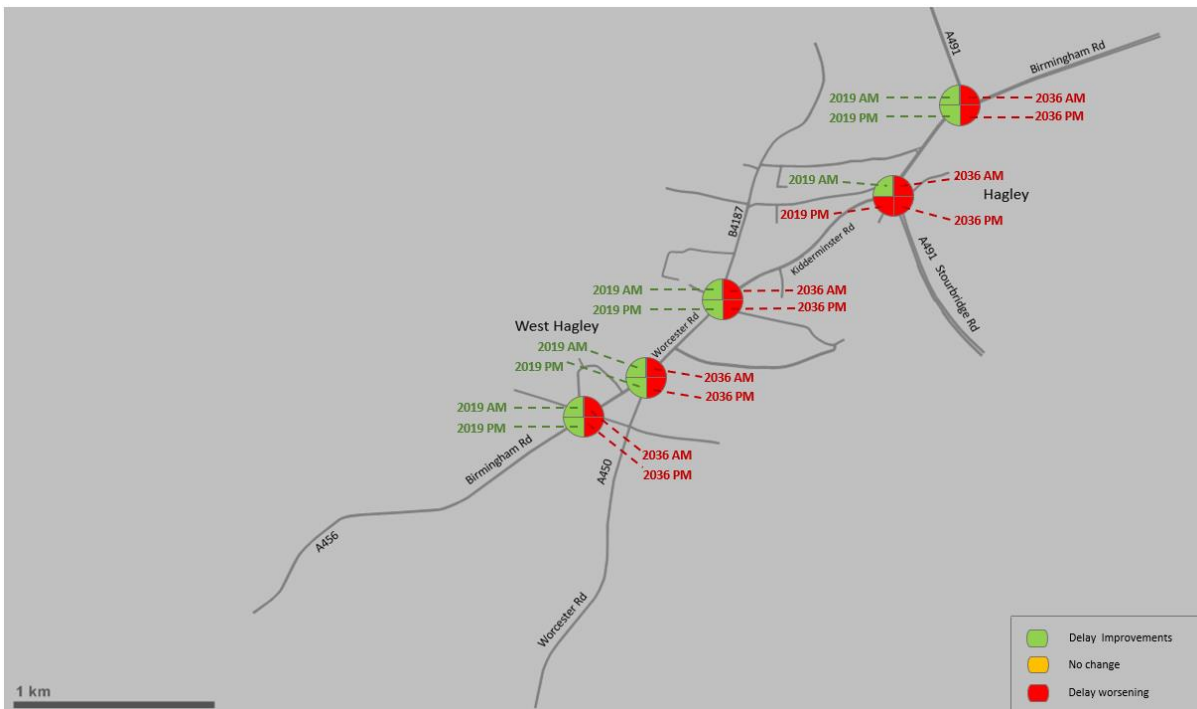 A491
Birmingham Rd
2019 AM
2036 AM
2019 PM
2036 PM
2019 AM
2036 AM
Hagley
2019 PM
2036 PM
B4187
Kidderminster Rd
A491 Stourbridge Rd
2019 AM
2036 AM
2019 PM
2036 PM
West Hagley
Worcester Rd
2019 AM
2019 PM
2036 AM
2036 PM
2019 AM
2019 PM
2036 AM
2036 PM
Birmingham Rd
A450
A456
Worcester Rd
Delay Improvements
No change
Delay worsening
1 km